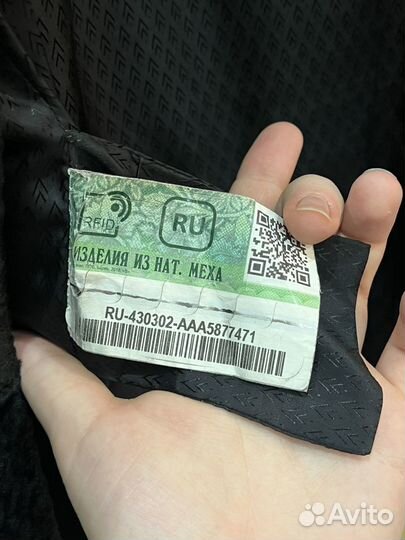 RFID
RU
ИЗДЕЛИЯ ИЗ НАТ. МЕХА
RU-430302-AAA5877471
Avito